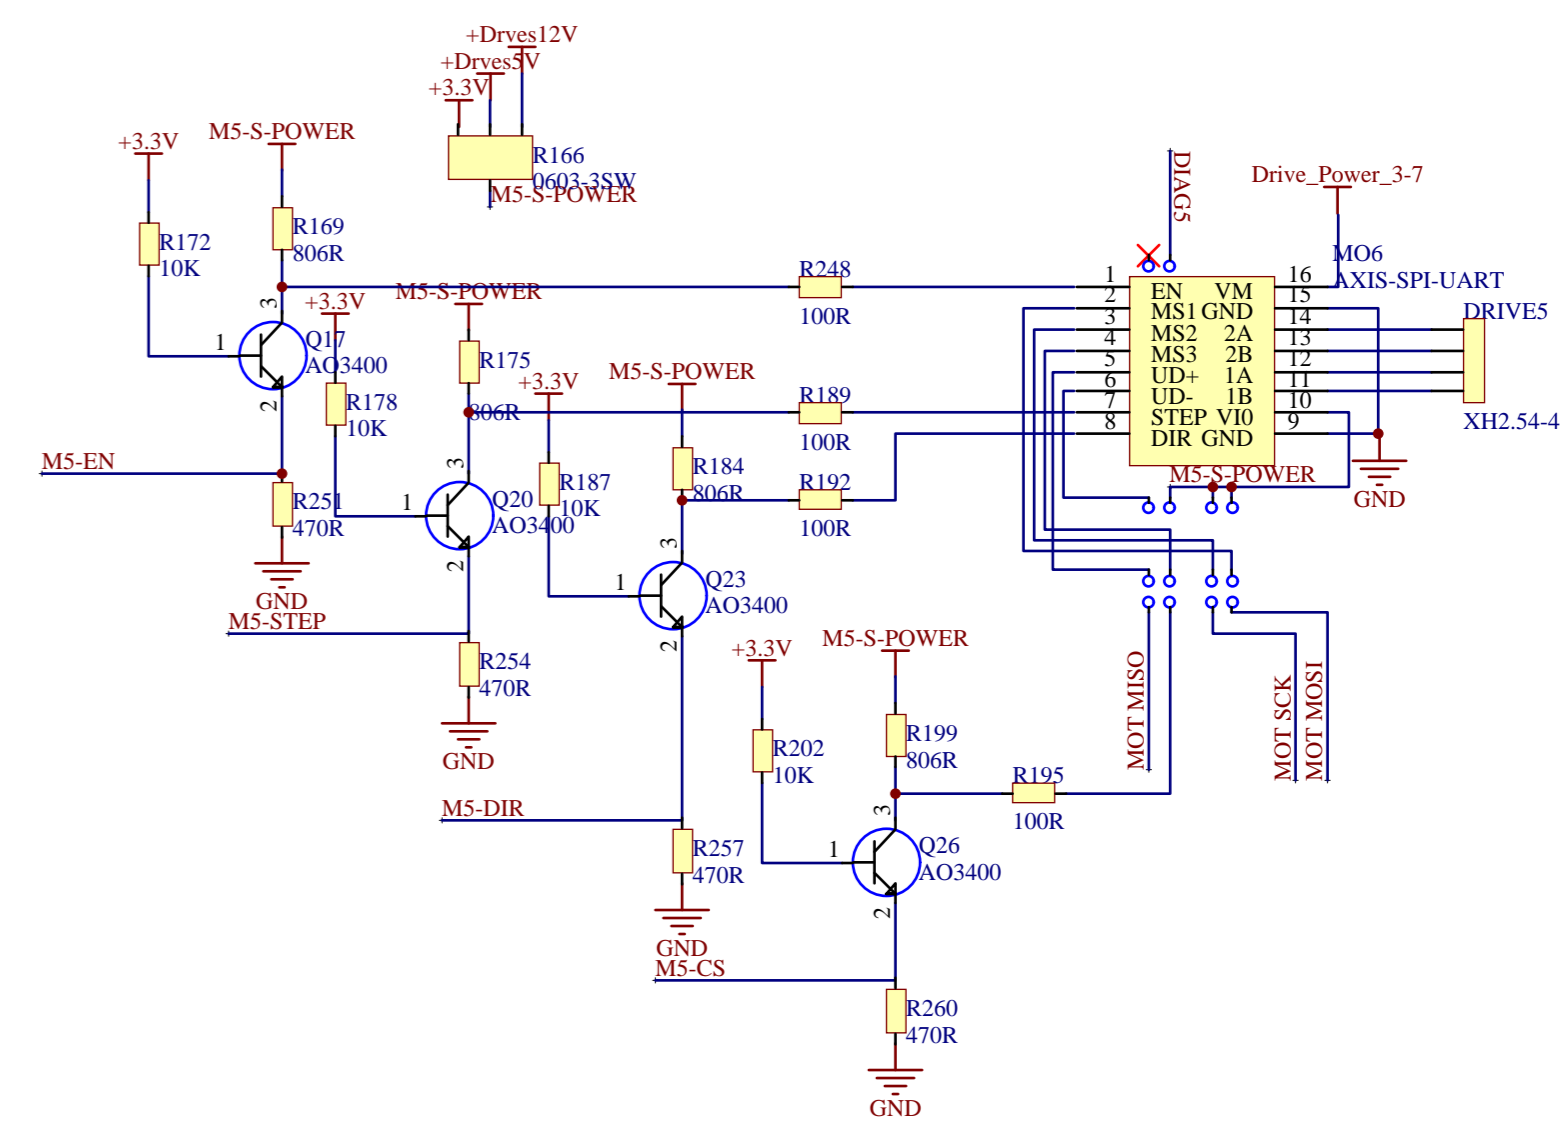 +Drves12V
+Drves5V
+3.3V
R166
0603-3SW
M5-S-POWER
+3.3V
M5-S-POWER
R172
10K
R169
806R
3
1
2
Q17
AO3400
M5-EN
R251
470R
GND
+3.3V
M5-S-POWER
R178
10K
R175
806R
3
1
2
Q20
AO3400
M5-STEP
R254
470R
GND
+3.3V
M5-S-POWER
R187
10K
R184
806R
3
1
2
Q23
AO3400
M5-DIR
R257
470R
GND
+3.3V
M5-S-POWER
R202
10K
R199
806R
3
1
2
Q26
AO3400
M5-CS
R260
470R
GND
R248
100R
R189
100R
R192
100R
R195
100R
DIAG5
Drive_Power_3-7
MO6
AXIS-SPI-UART
1 EN VM 16
2 MS1 GND 15
3 MS2 2A 14
4 MS3 2B 13
5 UD+ 1A 12
6 UD- 1B 11
7 STEP VI0 10
8 DIR GND 9
DRIVE5
XH2.54-4
M5-S-POWER
GND
MOT MISO
MOT SCK
MOT MOSI